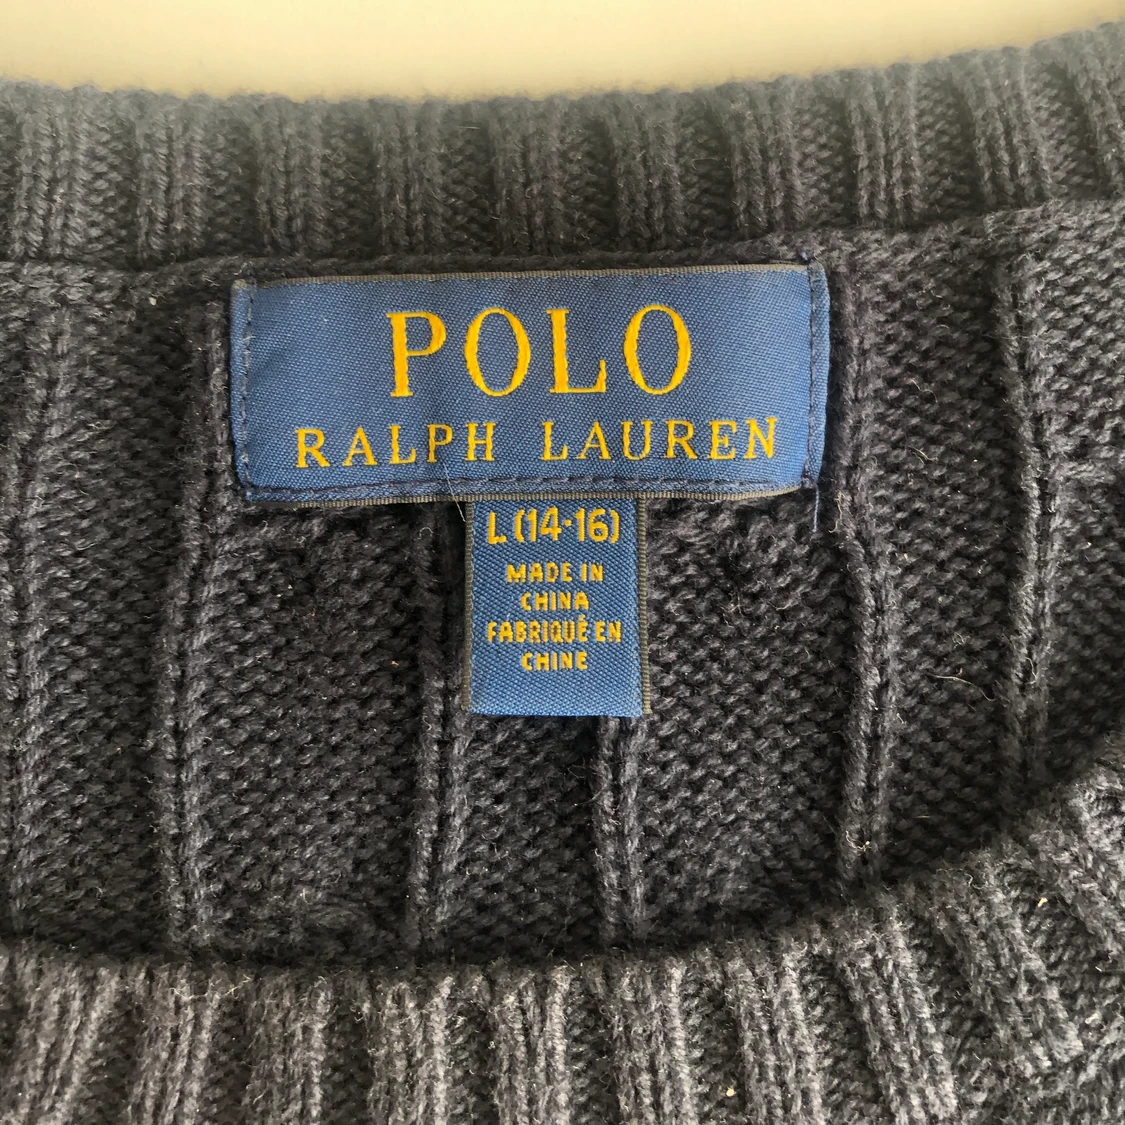 POLO
RALPH LAUREN
L (14-16)
MADE IN
CHINA
FABRIQUÉ EN
CHINE